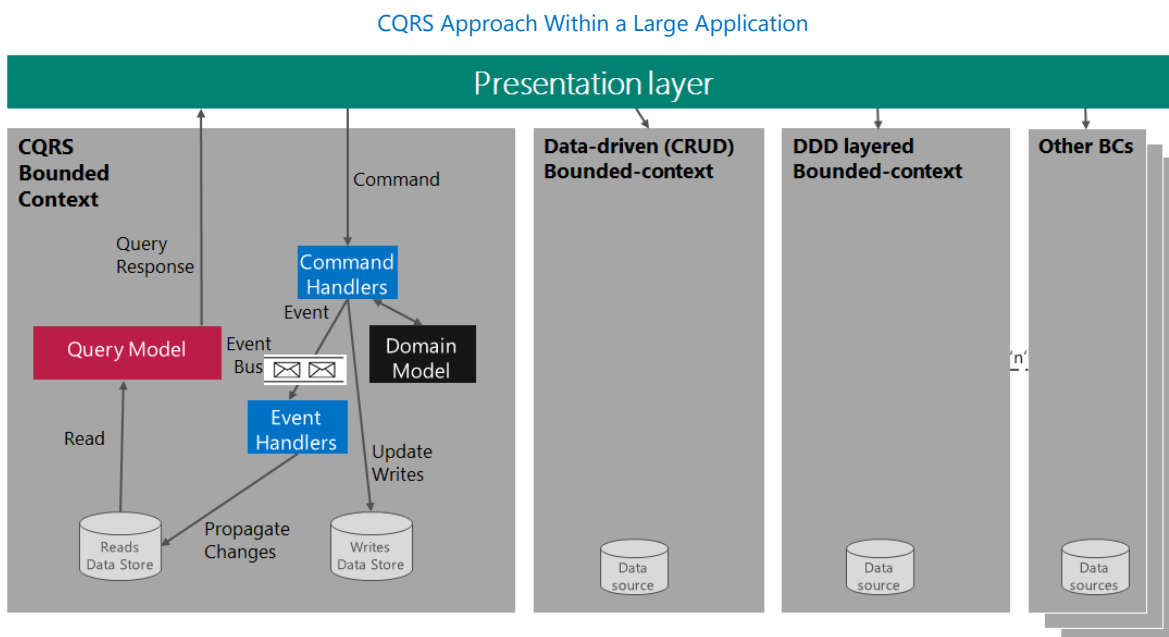 CQRS Approach Within a Large Application
Presentation layer
CQRS
Bounded
Context
Data-driven (CRUD)
Bounded-context
DDD layered
Bounded-context
Other BCs
Command
Query
Response
Command
Handlers
Event
Query Model
Event
Bus
Domain
Model
'n'
Event
Handlers
Read
Update
Writes
Propagate
Changes
Reads
Data Store
Writes
Data Store
Data
source
Data
source
Data
sources